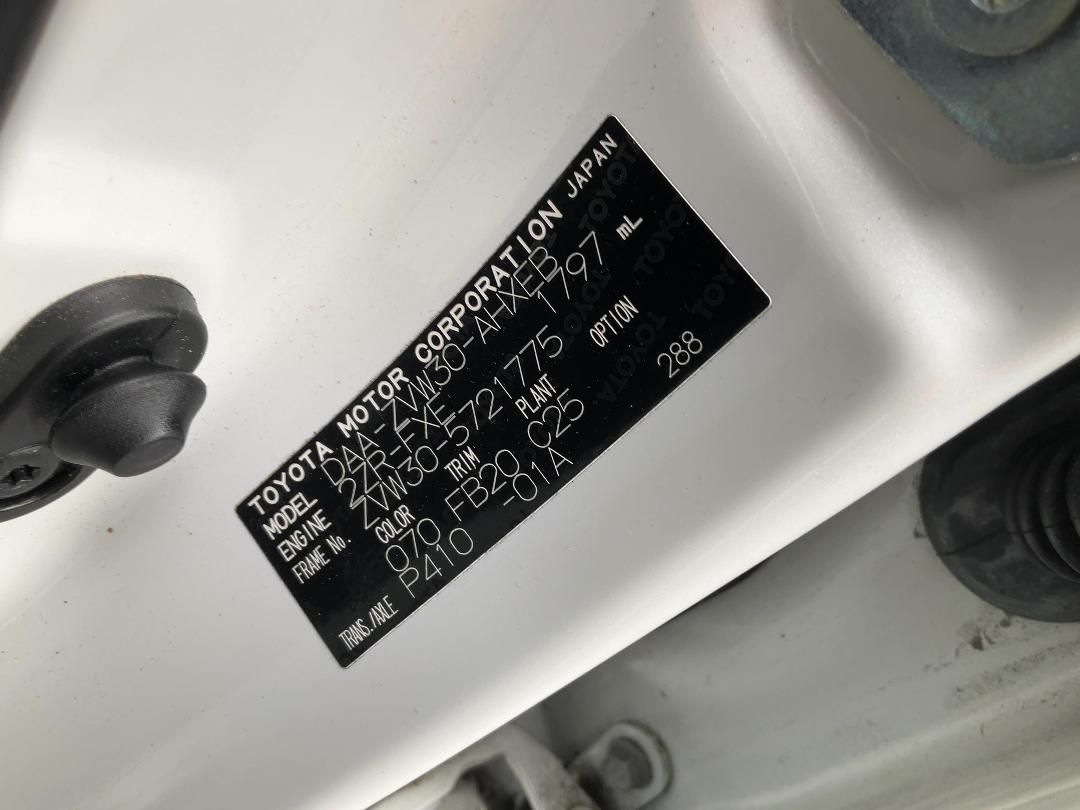 TOYOTA MOTOR CORPORATION JAPAN
MODEL DAA-ZVW30-AHXEB
ENGINE 2ZR-FXE 1797 mL
FRAME No. ZVW30-5721775
COLOR TRIM PLANT OPTION
070 FB20 C25 288
TRANS./AXLE P410 -01A